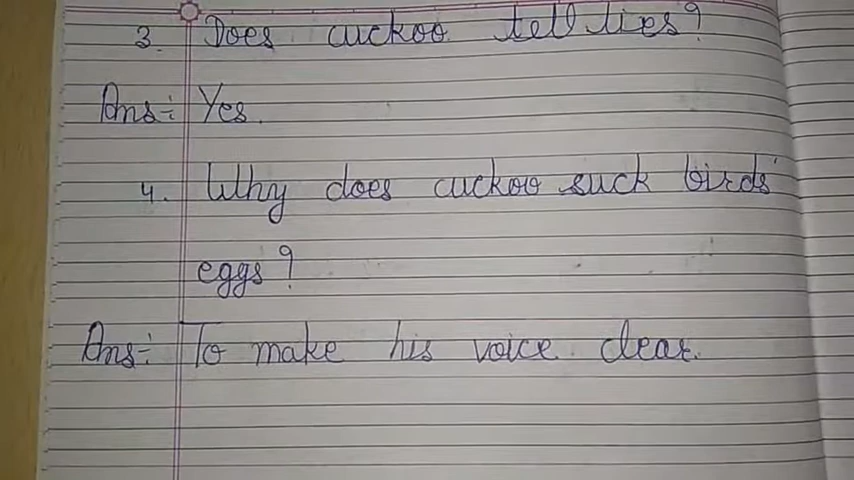 3. Does cuckoo tell lies?
Ans:- Yes.
4. Why does cuckoo suck birds'
eggs?
Ans:- To make his voice clear.